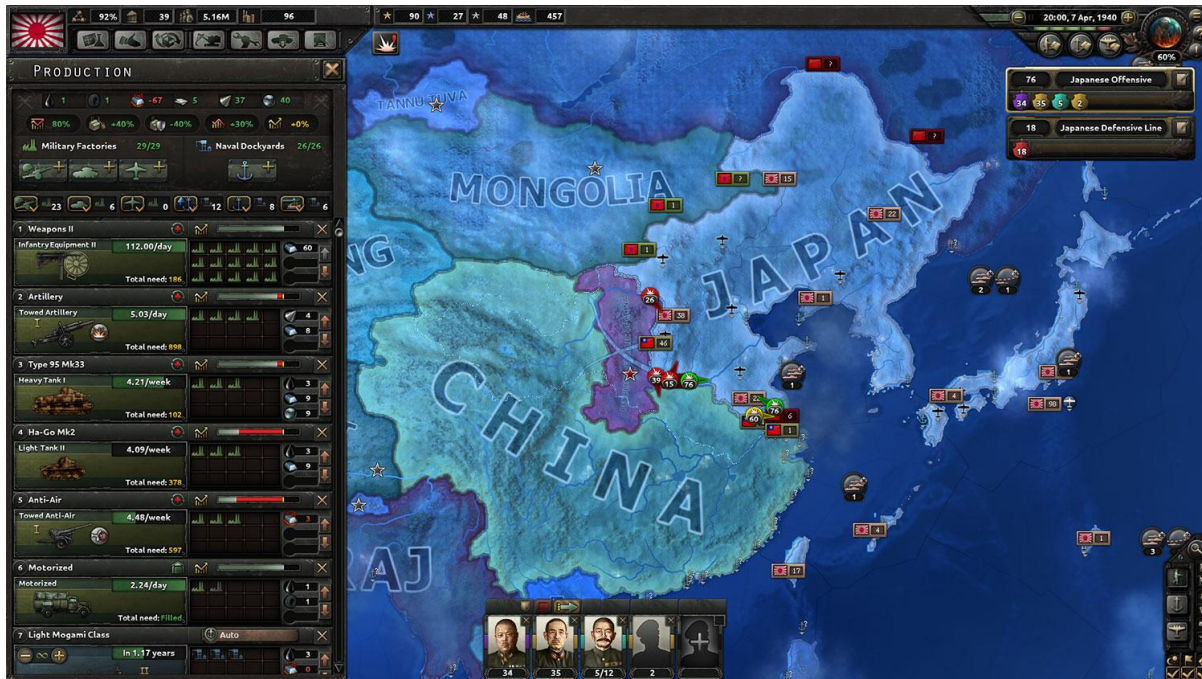 92% 39 5.16M 96 90 27 48 457 20:00, 7 Apr, 1940
60%
PRODUCTION
1 1 -67 5 37 40
80% +40% -40% +30% +0%
Military Factories 29/29 Naval Dockyards 26/26
23 6 0 12 8 6
1 Weapons II
Infantry Equipment II 112.00/day 60
Total need: 186
2 Artillery
Towed Artillery 5.03/day 4
8
Total need: 898
3 Type 95 Mk33
Heavy Tank I 4.21/week 3
9
9
Total need: 102
4 Ha-Go Mk2
Light Tank II 4.09/week 3
9
Total need: 378
5 Anti-Air
Towed Anti-Air 4.48/week 3
Total need: 597
6 Motorized
Motorized 2.24/day 1
1
Total need: Filled
7 Light Mogami Class Auto
In 1.17 years 3
0
76 Japanese Offensive
34 35 5 2
18 Japanese Defensive Line
18
TANNU TUVA
MONGOLIA
JAPAN
CHINA
NG
RAJ
?
?
? 15
1
22
1
26
38
1
46
39 15 76
2 1
1
1
4
98
76
60 6
1
1
4
1
3
17
34 35 5/12 2